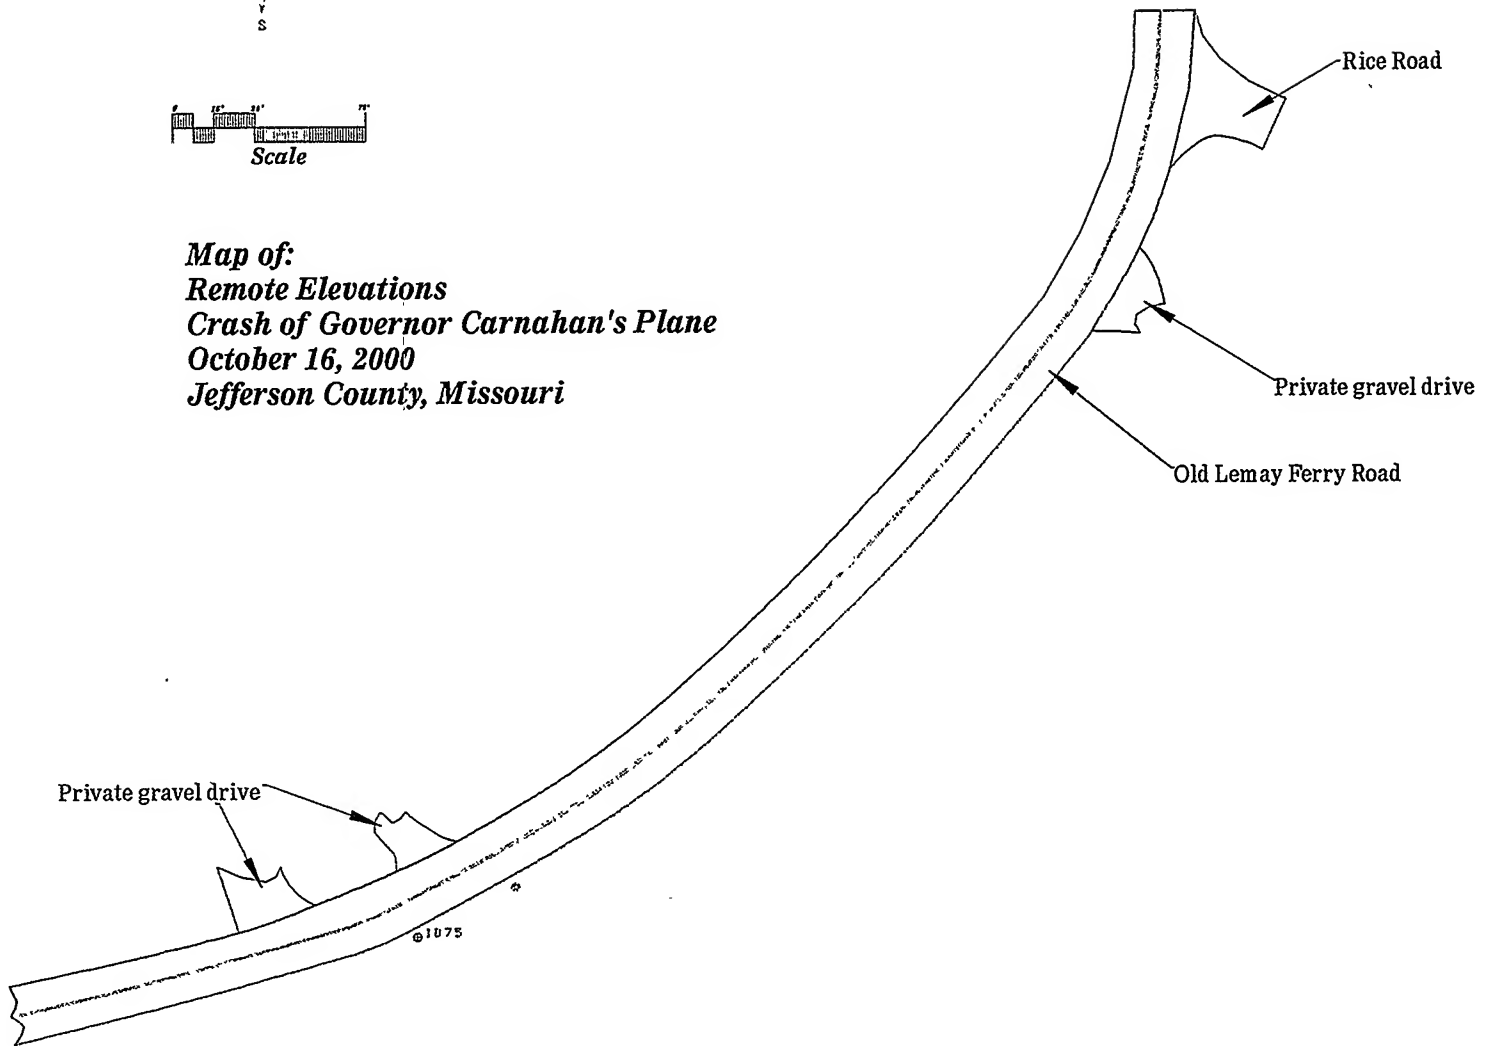 S
Scale
Map of:
Remote Elevations
Crash of Governor Carnahan's Plane
October 16, 2000
Jefferson County, Missouri
Rice Road
Private gravel drive
Old Lemay Ferry Road
Private gravel drive
1075